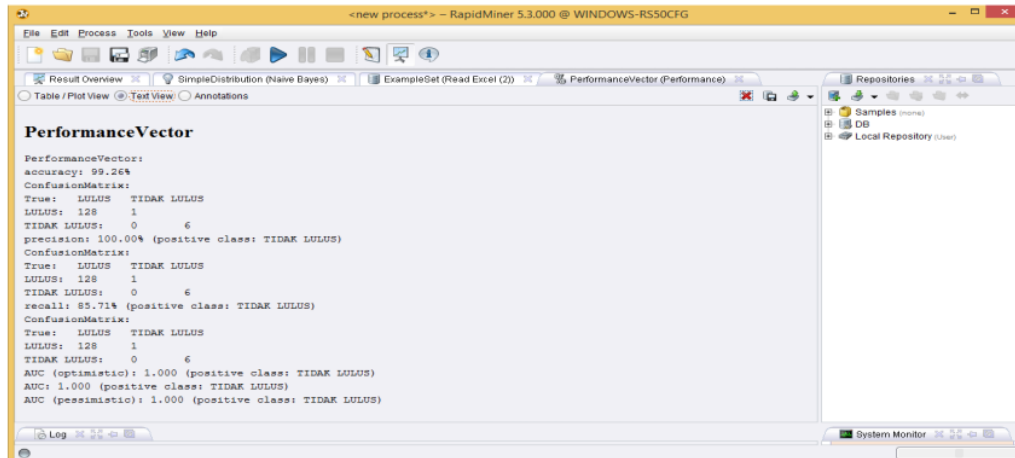 <new process*> – RapidMiner 5.3.000 @ WINDOWS-RS50CFG
File Edit Process Tools View Help
Result Overview SimpleDistribution (Naive Bayes) ExampleSet (Read Excel (2)) PerformanceVector (Performance)
Table / Plot View Text View Annotations
PerformanceVector
PerformanceVector:
accuracy: 99.26%
ConfusionMatrix:
True: LULUS TIDAK LULUS
LULUS: 128 1
TIDAK LULUS: 0 6
precision: 100.00% (positive class: TIDAK LULUS)
ConfusionMatrix:
True: LULUS TIDAK LULUS
LULUS: 128 1
TIDAK LULUS: 0 6
recall: 85.71% (positive class: TIDAK LULUS)
ConfusionMatrix:
True: LULUS TIDAK LULUS
LULUS: 128 1
TIDAK LULUS: 0 6
AUC (optimistic): 1.000 (positive class: TIDAK LULUS)
AUC: 1.000 (positive class: TIDAK LULUS)
AUC (pessimistic): 1.000 (positive class: TIDAK LULUS)
Repositories
Samples (none)
DB
Local Repository (User)
Log
System Monitor